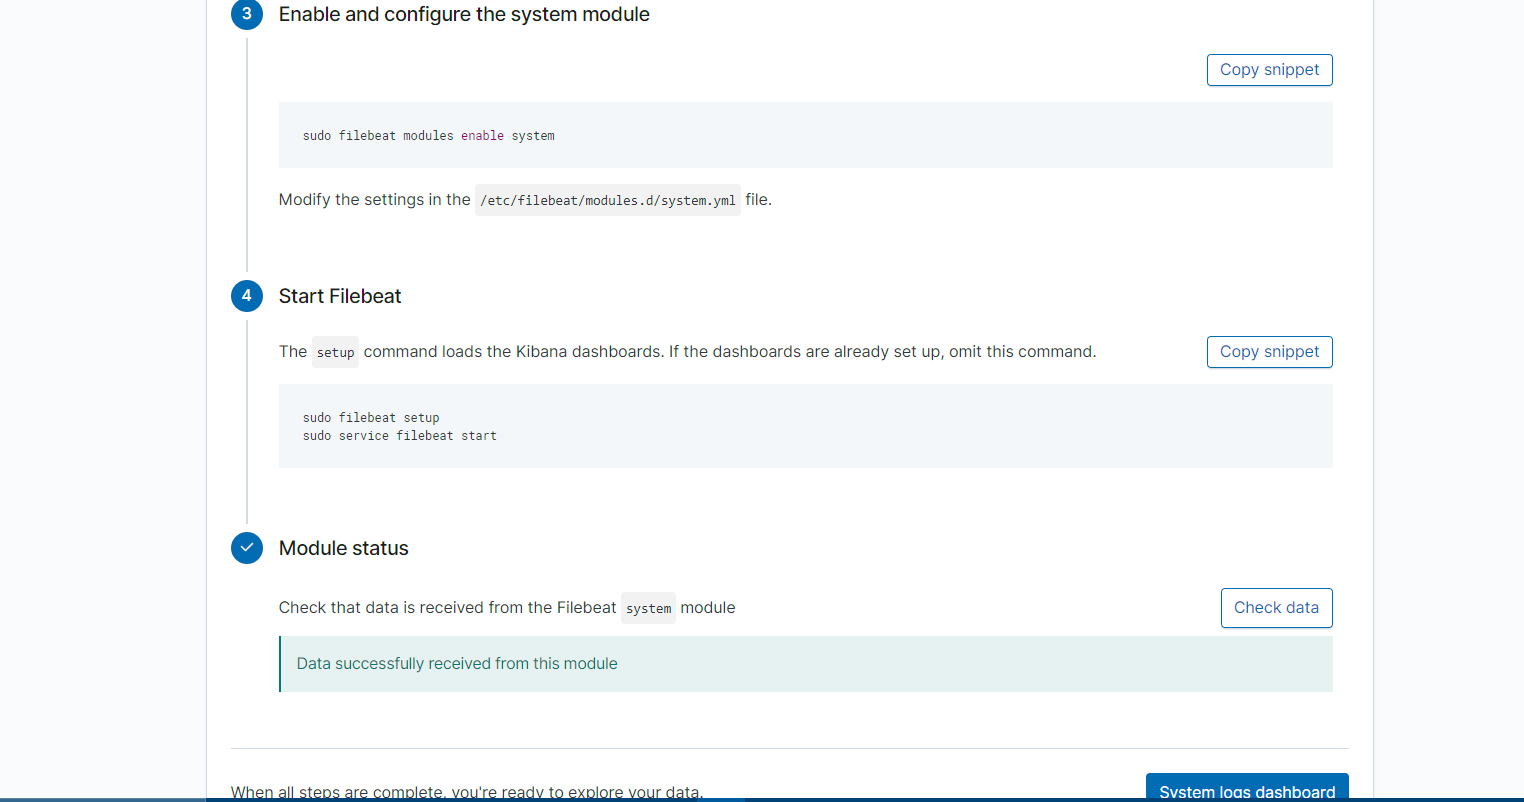 3 Enable and configure the system module
Copy snippet
sudo filebeat modules enable system
Modify the settings in the /etc/filebeat/modules.d/system.yml file.
4 Start Filebeat
The setup command loads the Kibana dashboards. If the dashboards are already set up, omit this command.
Copy snippet
sudo filebeat setup
sudo service filebeat start
Module status
Check that data is received from the Filebeat system module
Check data
Data successfully received from this module
When all steps are complete, you're ready to explore your data.
System logs dashboard